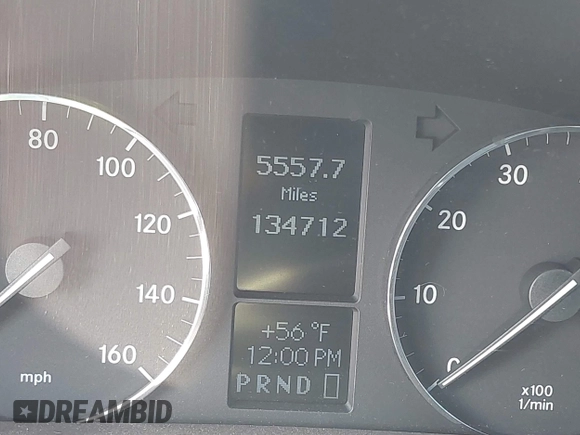 80
100
120
140
160
mph
5557.7
Miles
134712
+56 °F
12:00 PM
PRND
30
20
10
0
x100
1/min
DREAMBID